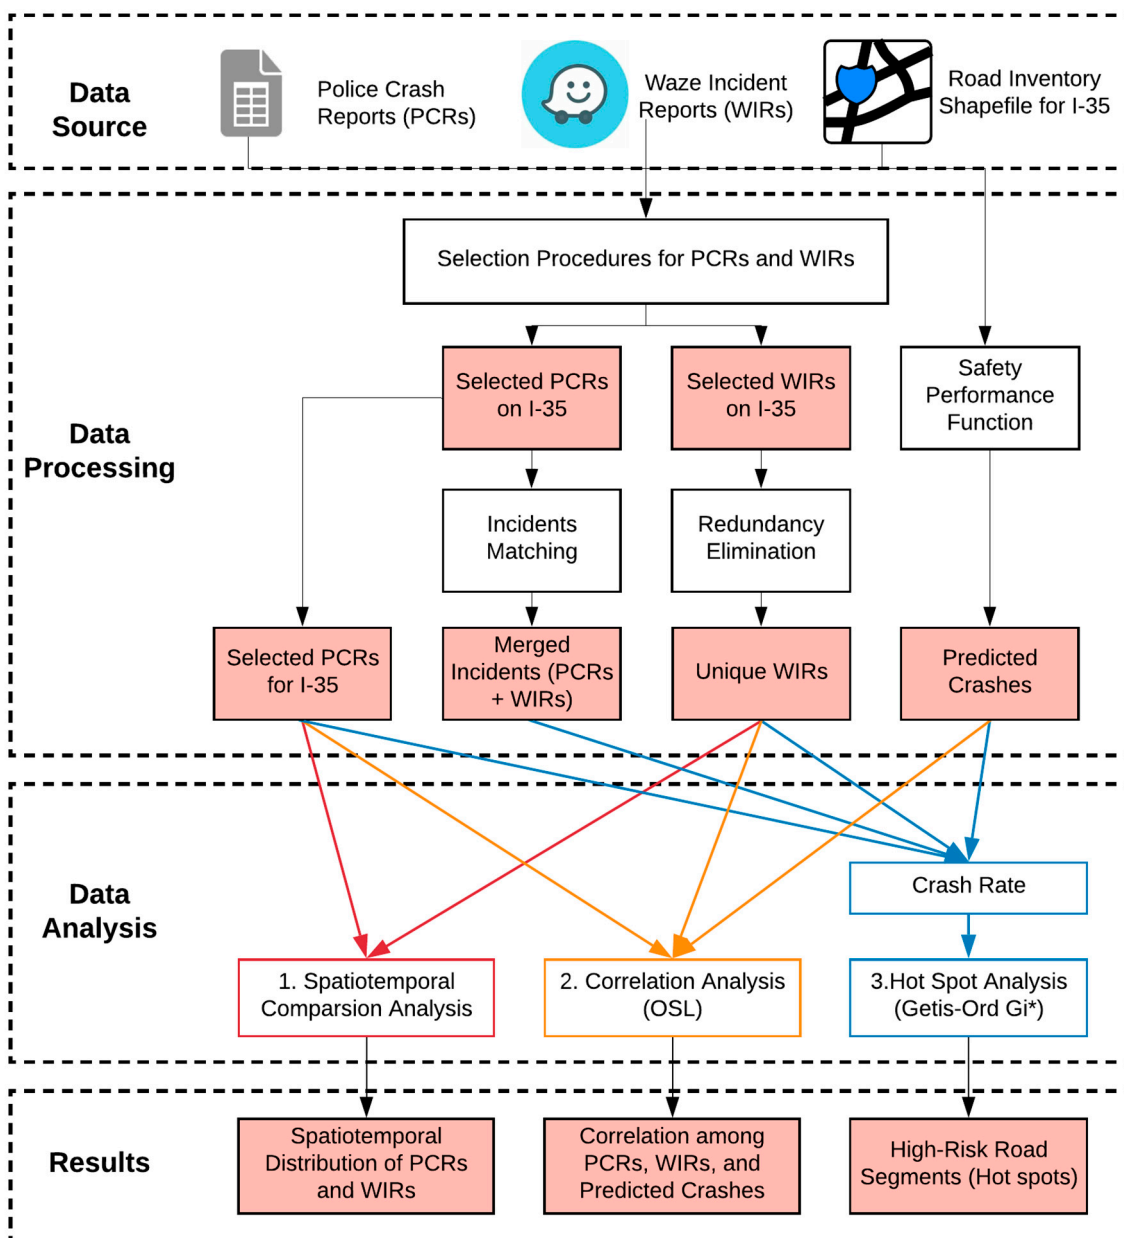 Data
Source
Police Crash
Reports (PCRs)
Waze Incident
Reports (WIRs)
Road Inventory
Shapefile for I-35
Data
Processing
Selection Procedures for PCRs and WIRs
Selected PCRs
on I-35
Selected WIRs
on I-35
Safety
Performance
Function
Incidents
Matching
Redundancy
Elimination
Selected PCRs
for I-35
Merged
Incidents (PCRs
+ WIRs)
Unique WIRs
Predicted
Crashes
Data
Analysis
Crash Rate
1. Spatiotemporal
Comparsion Analysis
2. Correlation Analysis
(OSL)
3.Hot Spot Analysis
(Getis-Ord Gi*)
Results
Spatiotemporal
Distribution of PCRs
and WIRs
Correlation among
PCRs, WIRs, and
Predicted Crashes
High-Risk Road
Segments (Hot spots)